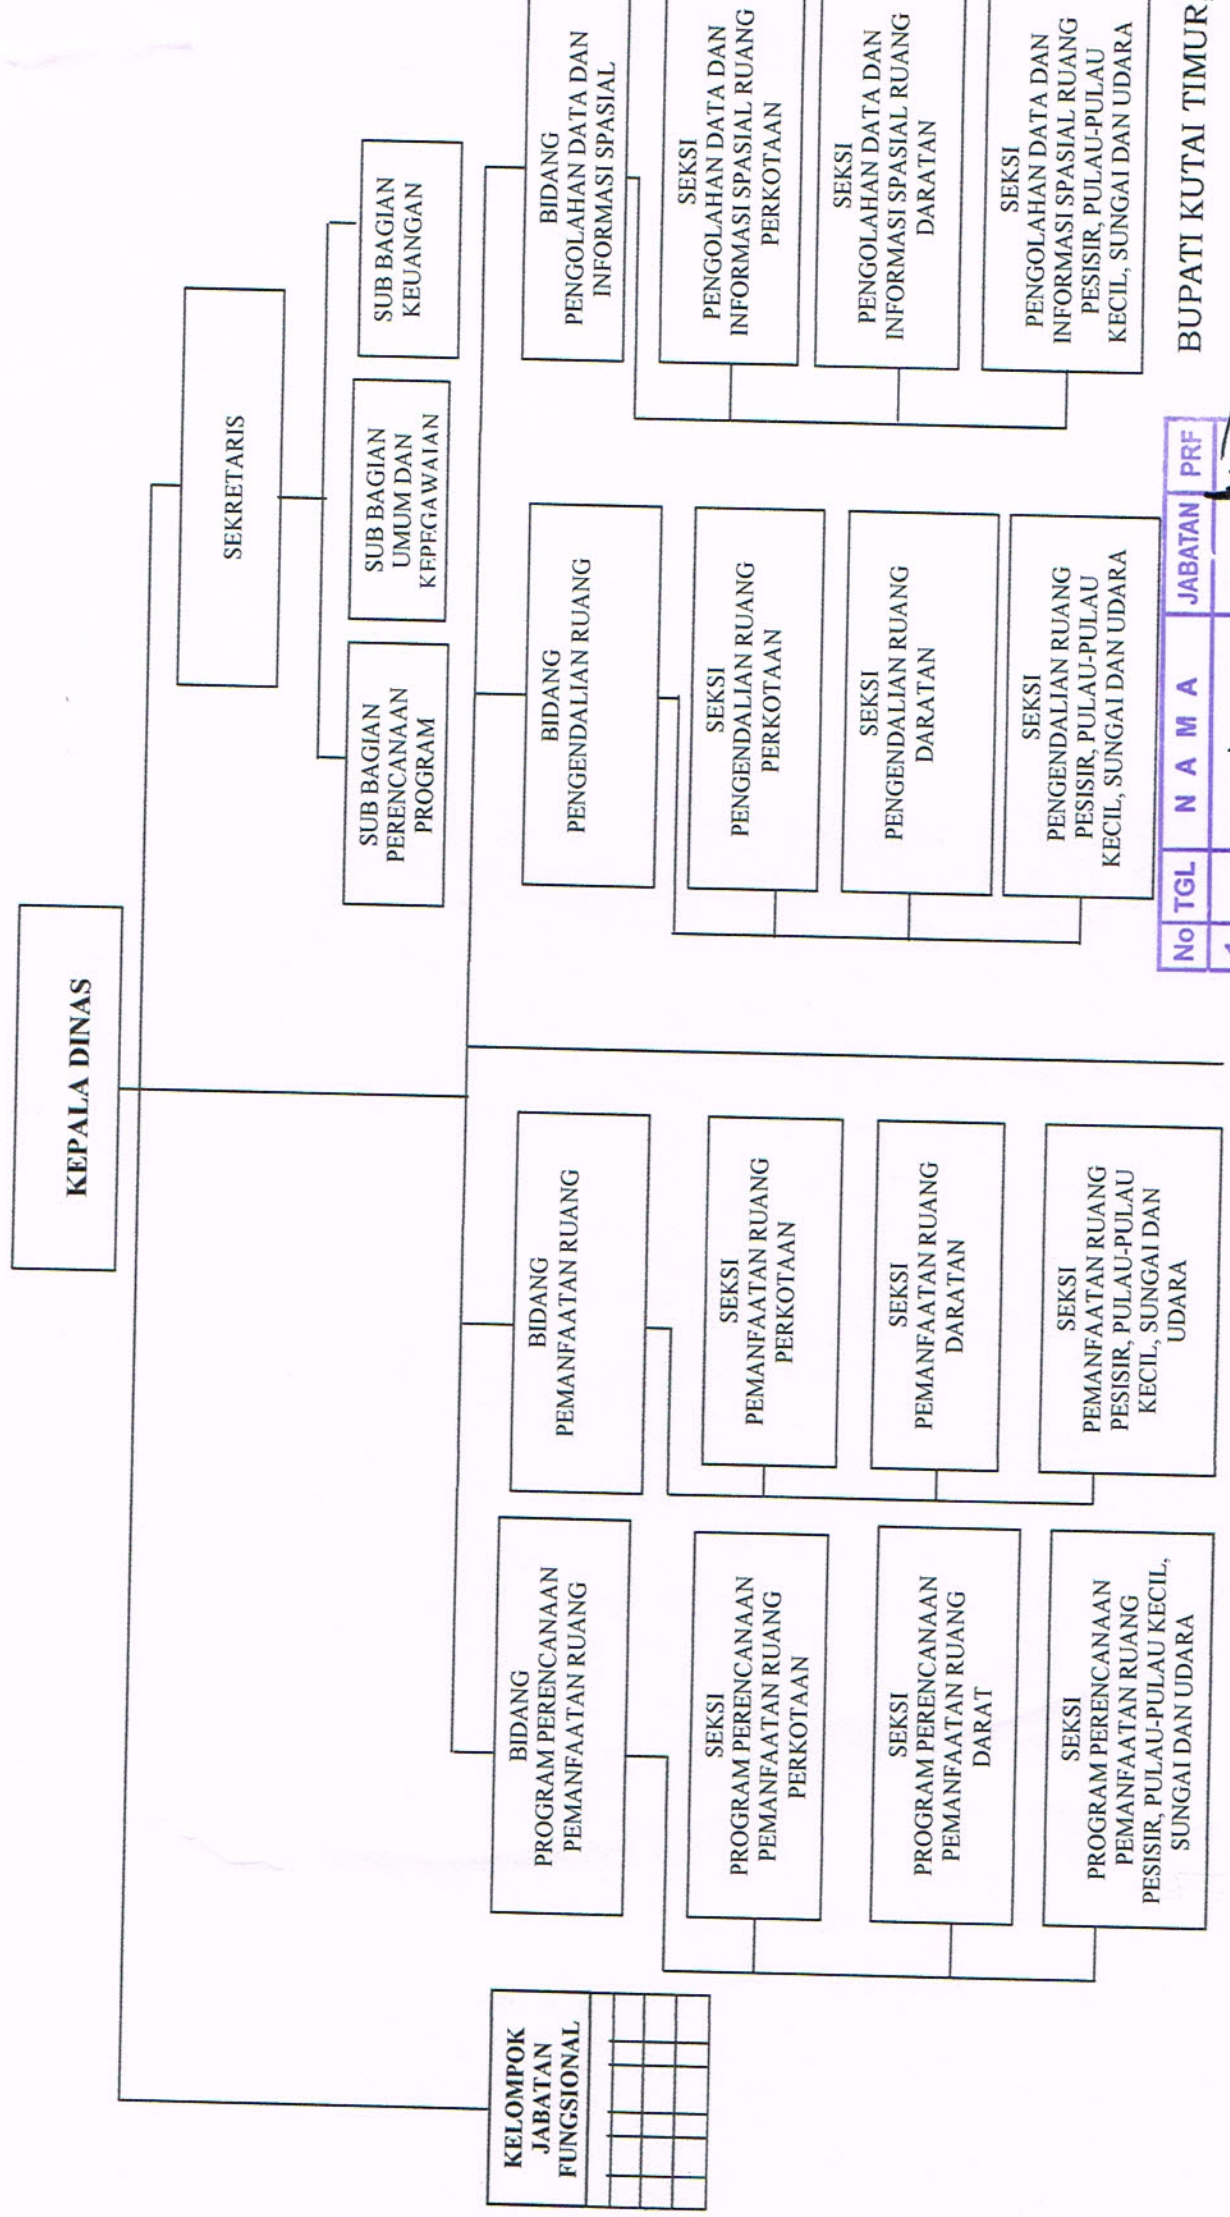 KEPALA DINAS
SEKRETARIS
SUB BAGIAN
PERENCANAAN
PROGRAM
SUB BAGIAN
UMUM DAN
KEPEGAWAIAN
SUB BAGIAN
KEUANGAN
KELOMPOK
JABATAN
FUNGSIONAL
BIDANG
PROGRAM PERENCANAAN
PEMANFAATAN RUANG
SEKSI
PROGRAM PERENCANAAN
PEMANFAATAN RUANG
PERKOTAAN
SEKSI
PROGRAM PERENCANAAN
PEMANFAATAN RUANG
DARAT
SEKSI
PROGRAM PERENCANAAN
PEMANFAATAN RUANG
PESISIR, PULAU-PULAU KECIL,
SUNGAI DAN UDARA
BIDANG
PEMANFAATAN RUANG
SEKSI
PEMANFAATAN RUANG
PERKOTAAN
SEKSI
PEMANFAATAN RUANG
DARATAN
SEKSI
PEMANFAATAN RUANG
PESISIR, PULAU-PULAU
KECIL, SUNGAI DAN
UDARA
BIDANG
PENGENDALIAN RUANG
SEKSI
PENGENDALIAN RUANG
PERKOTAAN
SEKSI
PENGENDALIAN RUANG
DARATAN
SEKSI
PENGENDALIAN RUANG
PESISIR, PULAU-PULAU
KECIL, SUNGAI DAN UDARA
BIDANG
PENGOLAHAN DATA DAN
INFORMASI SPASIAL
SEKSI
PENGOLAHAN DATA DAN
INFORMASI SPASIAL RUANG
PERKOTAAN
SEKSI
PENGOLAHAN DATA DAN
INFORMASI SPASIAL RUANG
DARATAN
SEKSI
PENGOLAHAN DATA DAN
INFORMASI SPASIAL RUANG
PESISIR, PULAU-PULAU
KECIL, SUNGAI DAN UDARA
No TGL N A M A JABATAN PRF
BUPATI KUTAI TIMUR,